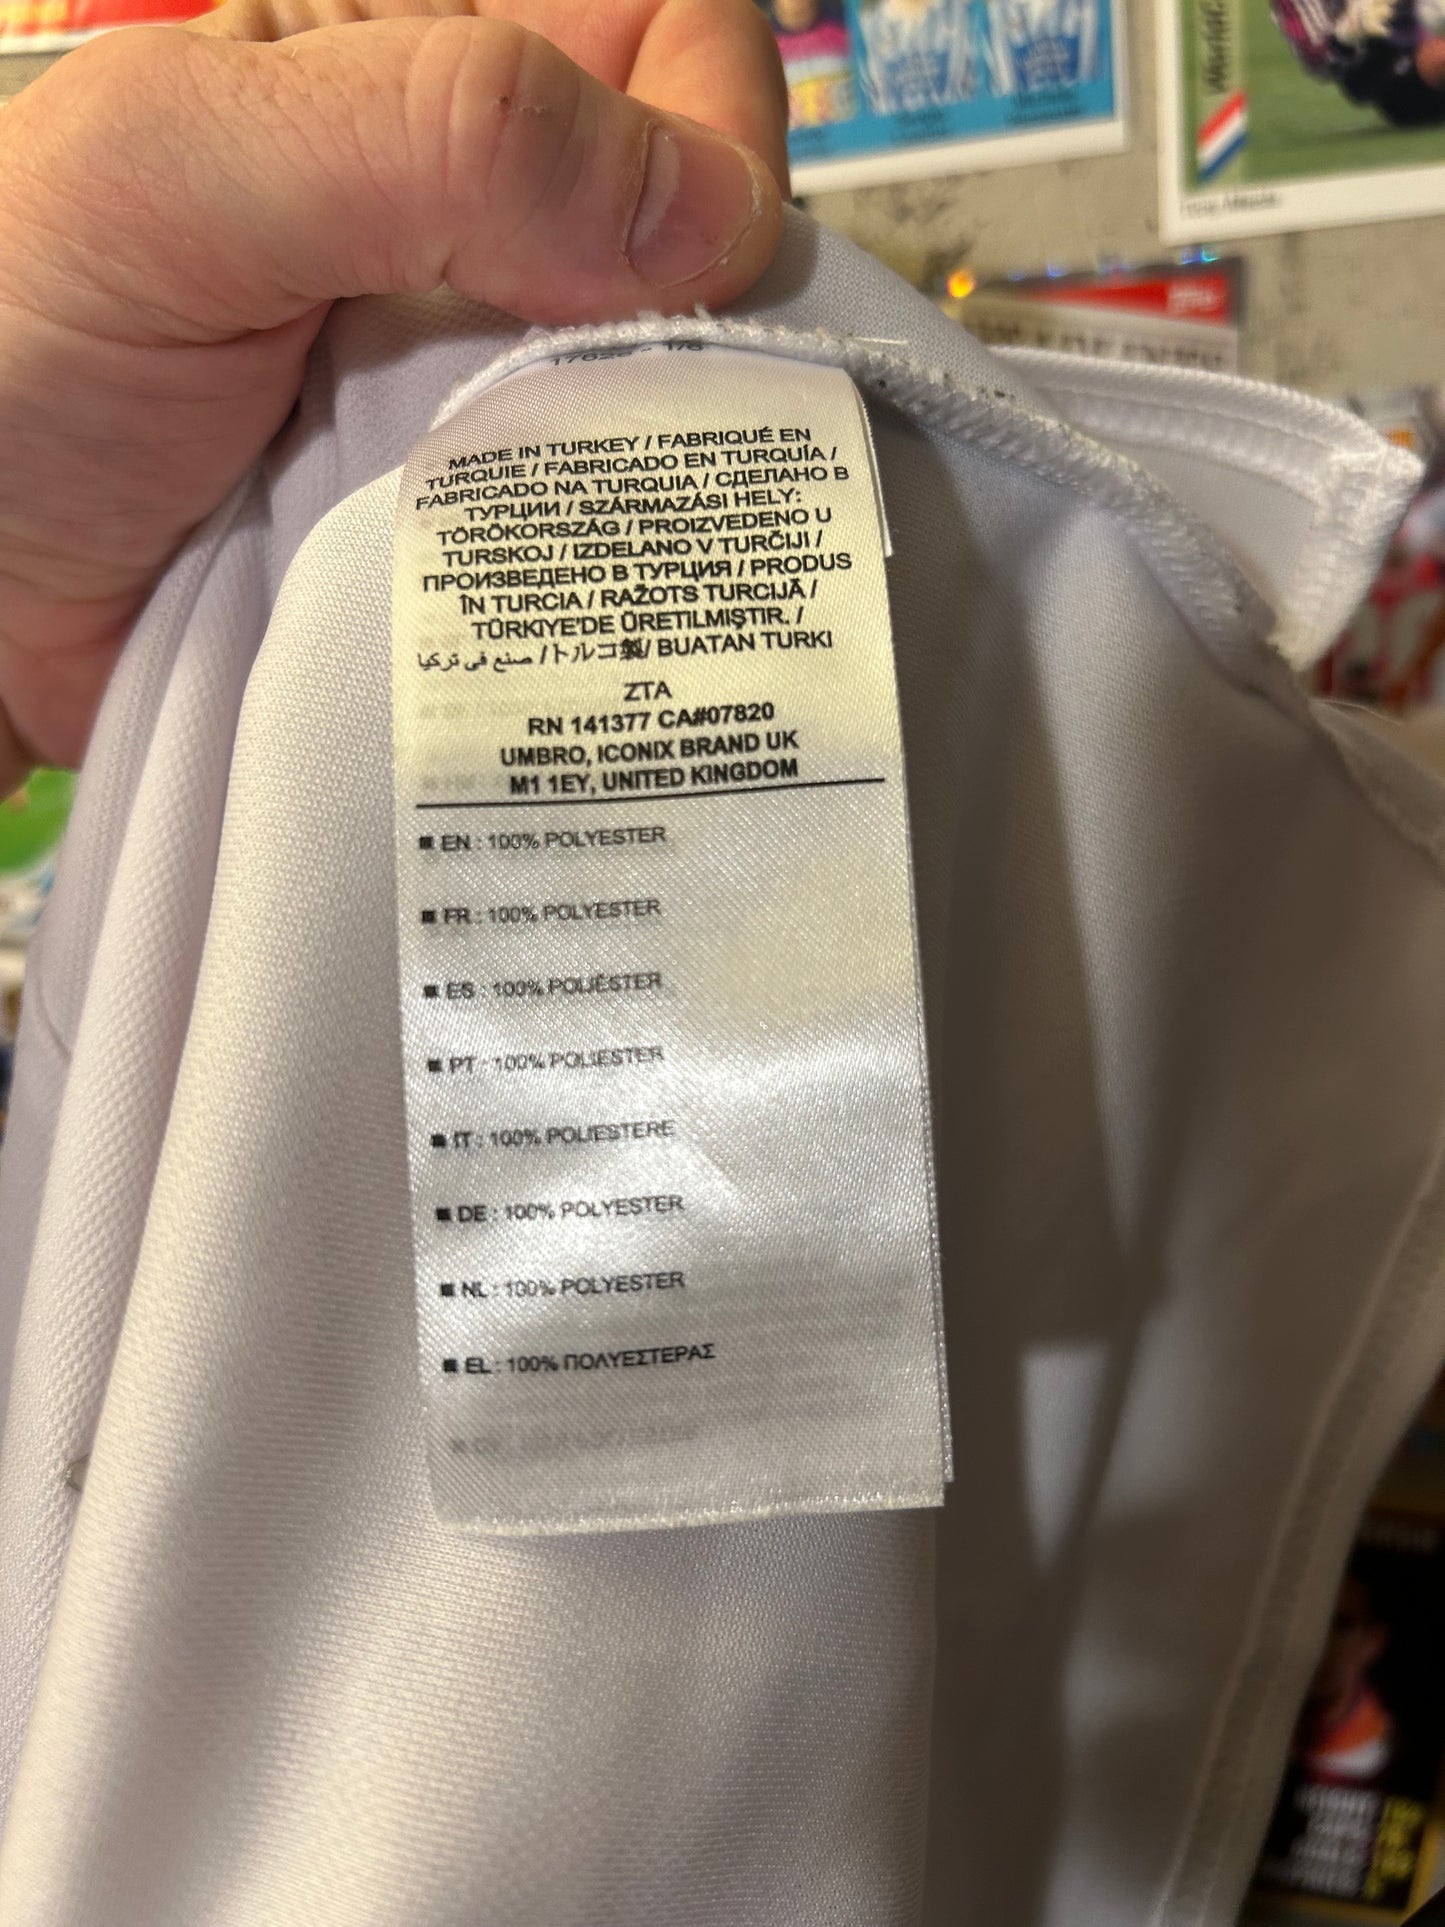 MADE IN TURKEY / FABRIQUÉ EN
TURQUIE / FABRICADO EN TURQUÍA /
FABRICADO NA TURQUIA / СДЕЛАНО В
ТУРЦИИ / SZÁRMAZÁSI HELY:
TÖRÖKORSZÁG / PROIZVEDENO U
TURSKOJ / IZDELANO V TURČIJI /
ПРОИЗВЕДЕНО В ТУРЦИЯ / PRODUS
ÎN TURCIA / RAŽOTS TURCIJĀ /
TÜRKIYE'DE ÜRETILMIŞTIR. /
صنع في تركيا /トルコ製/ BUATAN TURKI
ZTA
RN 141377 CA#07820
UMBRO, ICONIX BRAND UK
M1 1EY, UNITED KINGDOM
■ EN : 100% POLYESTER
■ FR : 100% POLYESTER
■ ES : 100% POLIÉSTER
■ PT : 100% POLIESTER
■ IT : 100% POLIESTERE
■ DE : 100% POLYESTER
■ NL : 100% POLYESTER
■ EL : 100% ΠΟΛΥΕΣΤΕΡΑΣ